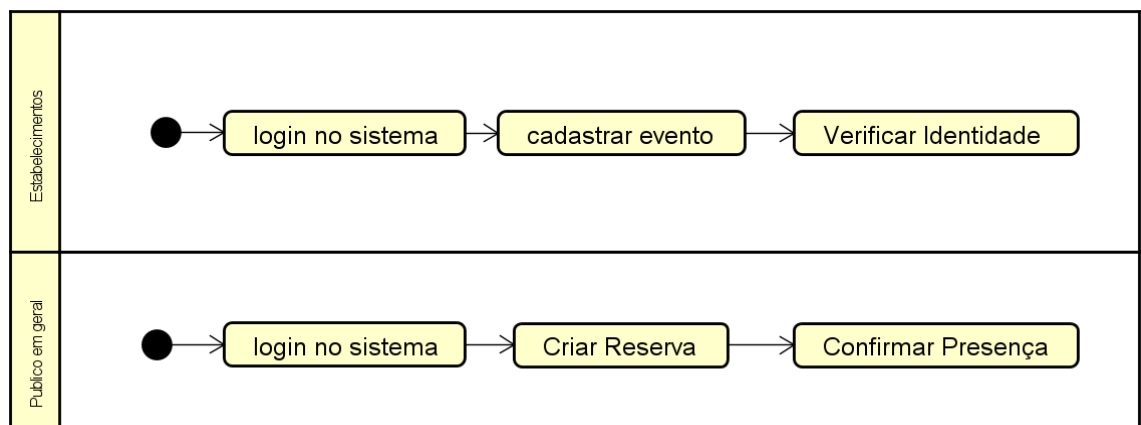 Estabelecimentos
login no sistema
cadastrar evento
Verificar Identidade
Publico em geral
login no sistema
Criar Reserva
Confirmar Presença